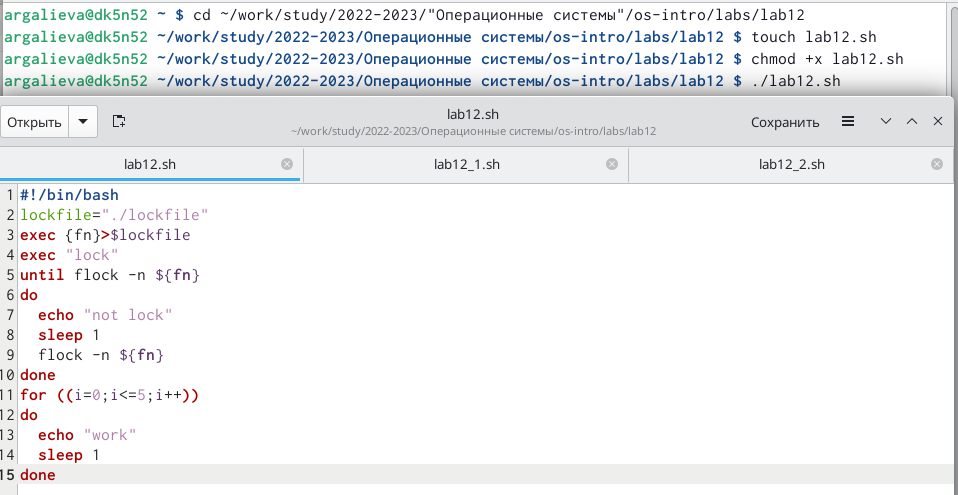 argalieva@dk5n52 ~ $ cd ~/work/study/2022-2023/"Операционные системы"/os-intro/labs/lab12
argalieva@dk5n52 ~/work/study/2022-2023/Операционные системы/os-intro/labs/lab12 $ touch lab12.sh
argalieva@dk5n52 ~/work/study/2022-2023/Операционные системы/os-intro/labs/lab12 $ chmod +x lab12.sh
argalieva@dk5n52 ~/work/study/2022-2023/Операционные системы/os-intro/labs/lab12 $ ./lab12.sh
Открыть
lab12.sh
~/work/study/2022-2023/Операционные системы/os-intro/labs/lab12
Сохранить
lab12.sh lab12_1.sh lab12_2.sh
1 #!/bin/bash
2 lockfile="./lockfile"
3 exec {fn}>$lockfile
4 exec "lock"
5 until flock -n ${fn}
6 do
7   echo "not lock"
8   sleep 1
9   flock -n ${fn}
10 done
11 for ((i=0;i<=5;i++))
12 do
13   echo "work"
14   sleep 1
15 done